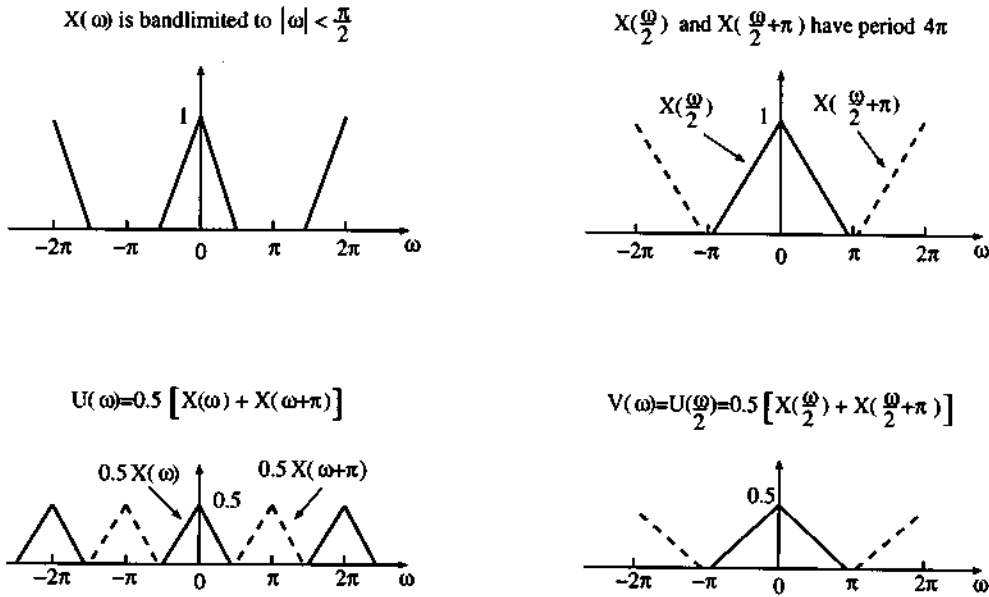 X(ω) is bandlimited to |ω| < π/2
1
−2π −π 0 π 2π ω
X(ω/2) and X(ω/2+π) have period 4π
X(ω/2) X(ω/2+π)
1
−2π −π 0 π 2π ω
U(ω)=0.5 [X(ω) + X(ω+π)]
0.5 X(ω) 0.5 X(ω+π)
0.5
−2π −π 0 π 2π ω
V(ω)=U(ω/2)=0.5 [X(ω/2) + X(ω/2+π)]
0.5
−2π −π 0 π 2π ω